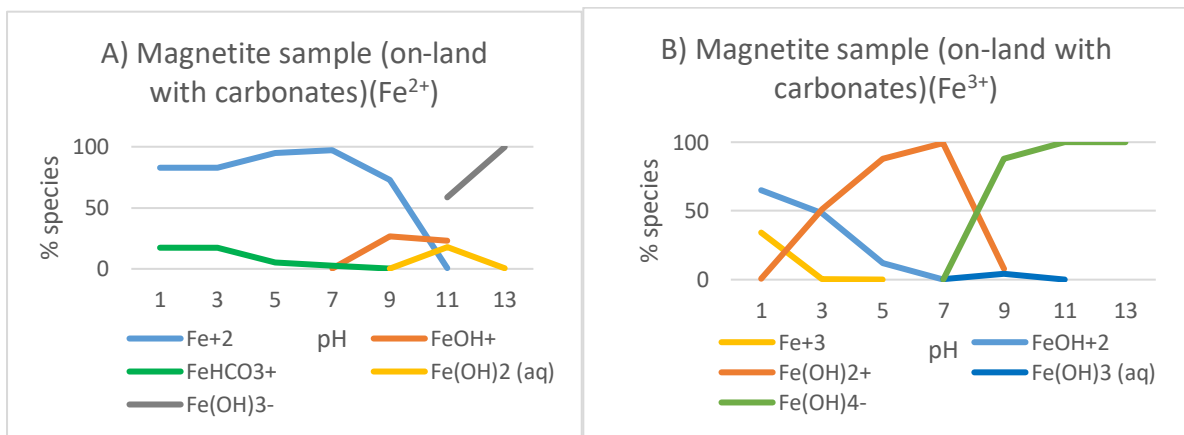 A) Magnetite sample (on-land
with carbonates)(Fe²⁺)
% species
100
50
0
1 3 5 7 9 11 13
pH
Fe+2
FeOH+
FeHCO3+
Fe(OH)2 (aq)
Fe(OH)3-
B) Magnetite sample (on-land with
carbonates)(Fe³⁺)
% species
100
50
0
1 3 5 7 9 11 13
pH
Fe+3
FeOH+2
Fe(OH)2+
Fe(OH)3 (aq)
Fe(OH)4-